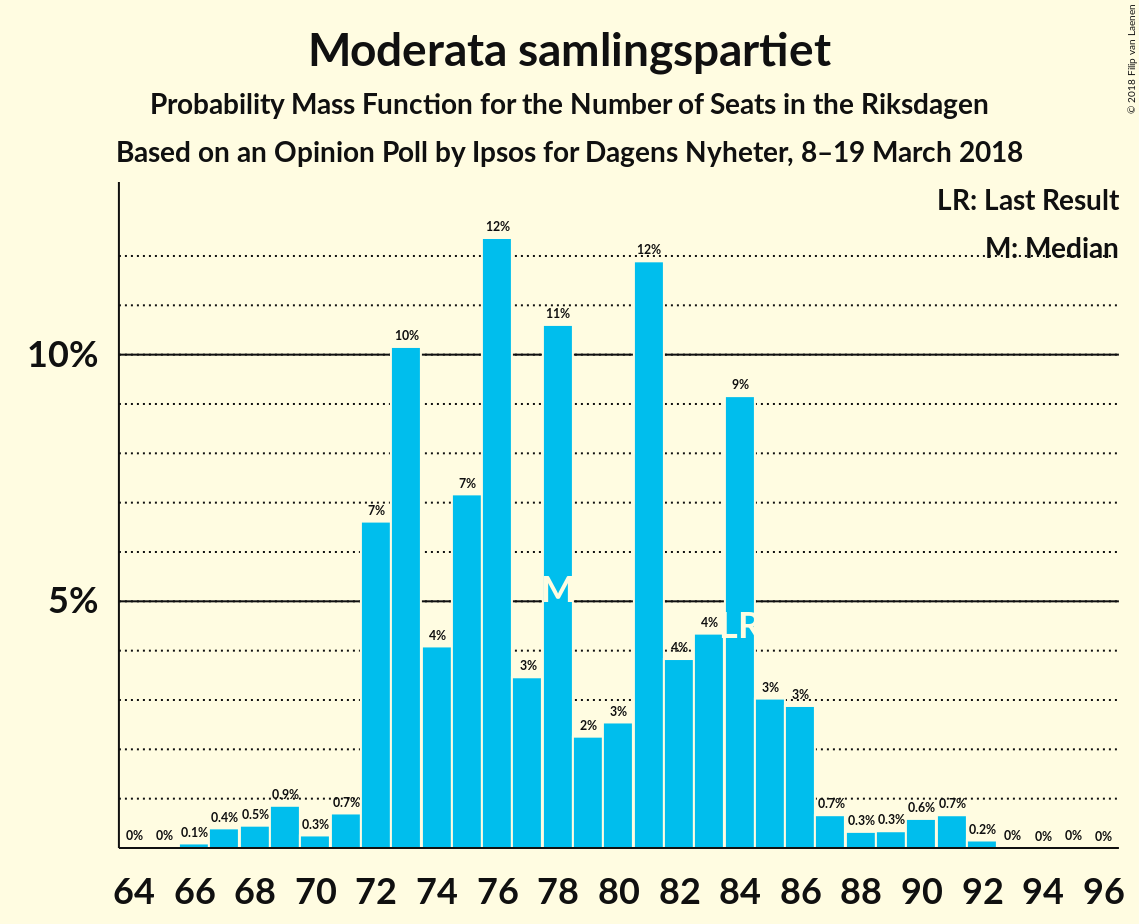 Moderata samlingspartiet
Probability Mass Function for the Number of Seats in the Riksdagen
Based on an Opinion Poll by Ipsos for Dagens Nyheter, 8–19 March 2018
© 2018 Filip van Laenen
LR: Last Result
M: Median
10%
5%
0% 0% 0.1% 0.4% 0.5% 0.9% 0.3% 0.7% 7% 10% 4% 7% 12% 3% 11% 2% 3% 12% 4% 4% 9% 3% 3% 0.7% 0.3% 0.3% 0.6% 0.7% 0.2% 0% 0% 0% 0%
M
LR
64 66 68 70 72 74 76 78 80 82 84 86 88 90 92 94 96